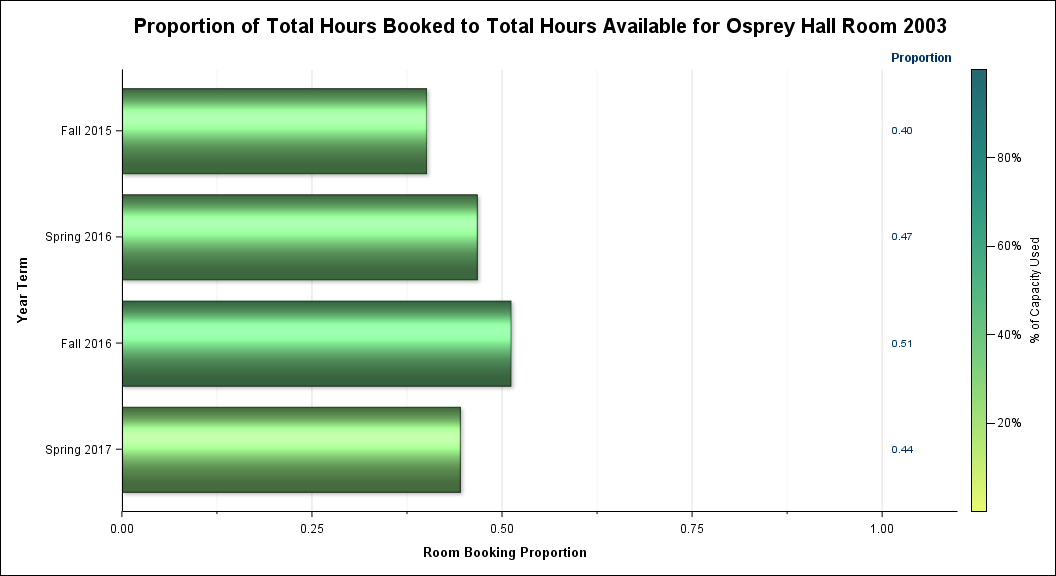 Proportion of Total Hours Booked to Total Hours Available for Osprey Hall Room 2003
Proportion
Fall 2015
0.40
Spring 2016
0.47
Fall 2016
0.51
Spring 2017
0.44
Year Term
0.00 0.25 0.50 0.75 1.00
Room Booking Proportion
80%
60%
40%
20%
% of Capacity Used